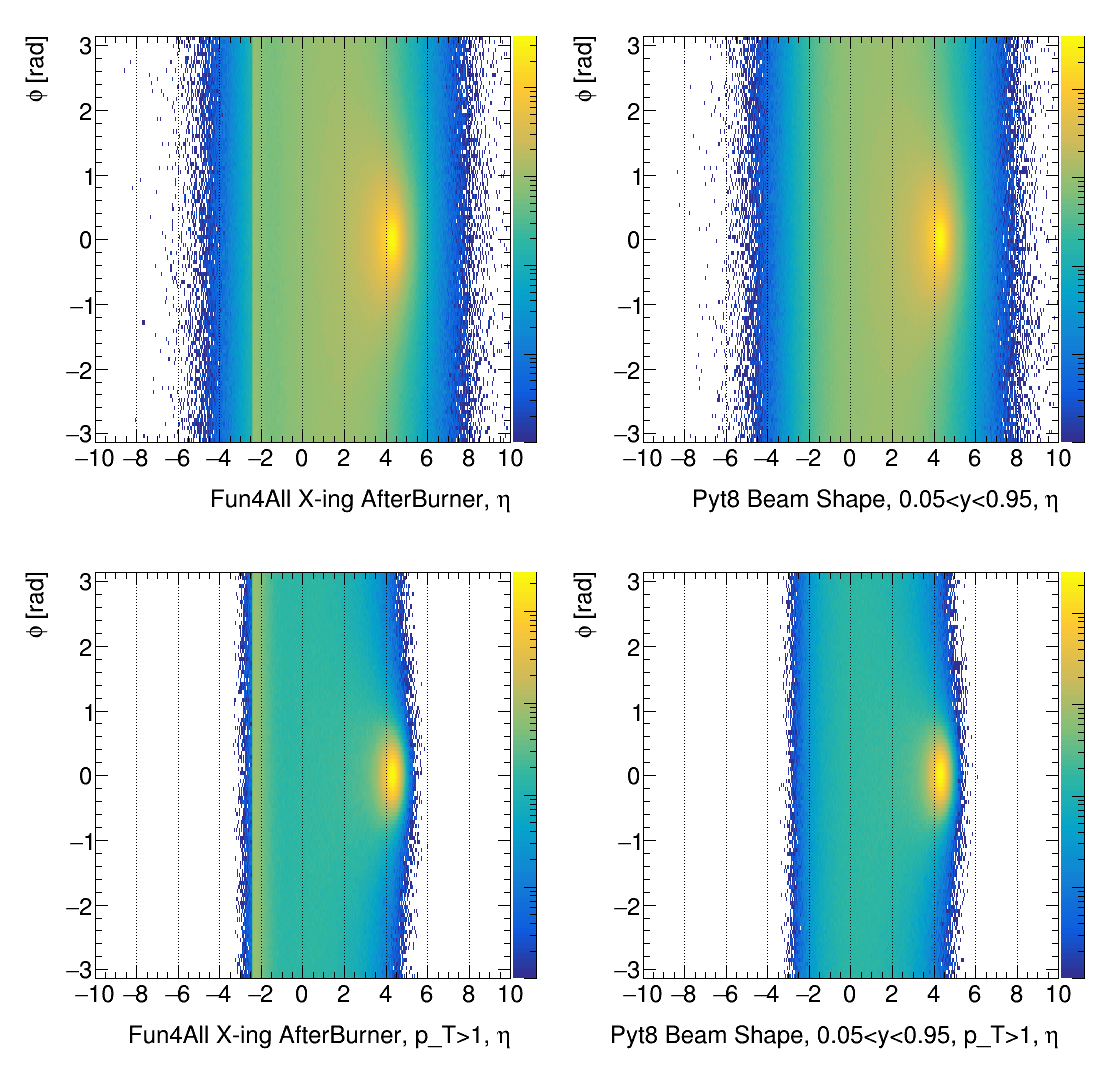 φ [rad]
3
2
1
0
−1
−2
−3
−10 −8 −6 −4 −2 0 2 4 6 8 10
Fun4All X-ing AfterBurner, η
φ [rad]
3
2
1
0
−1
−2
−3
−10 −8 −6 −4 −2 0 2 4 6 8 10
Pyt8 Beam Shape, 0.05<y<0.95, η
φ [rad]
3
2
1
0
−1
−2
−3
−10 −8 −6 −4 −2 0 2 4 6 8 10
Fun4All X-ing AfterBurner, p_T>1, η
φ [rad]
3
2
1
0
−1
−2
−3
−10 −8 −6 −4 −2 0 2 4 6 8 10
Pyt8 Beam Shape, 0.05<y<0.95, p_T>1, η